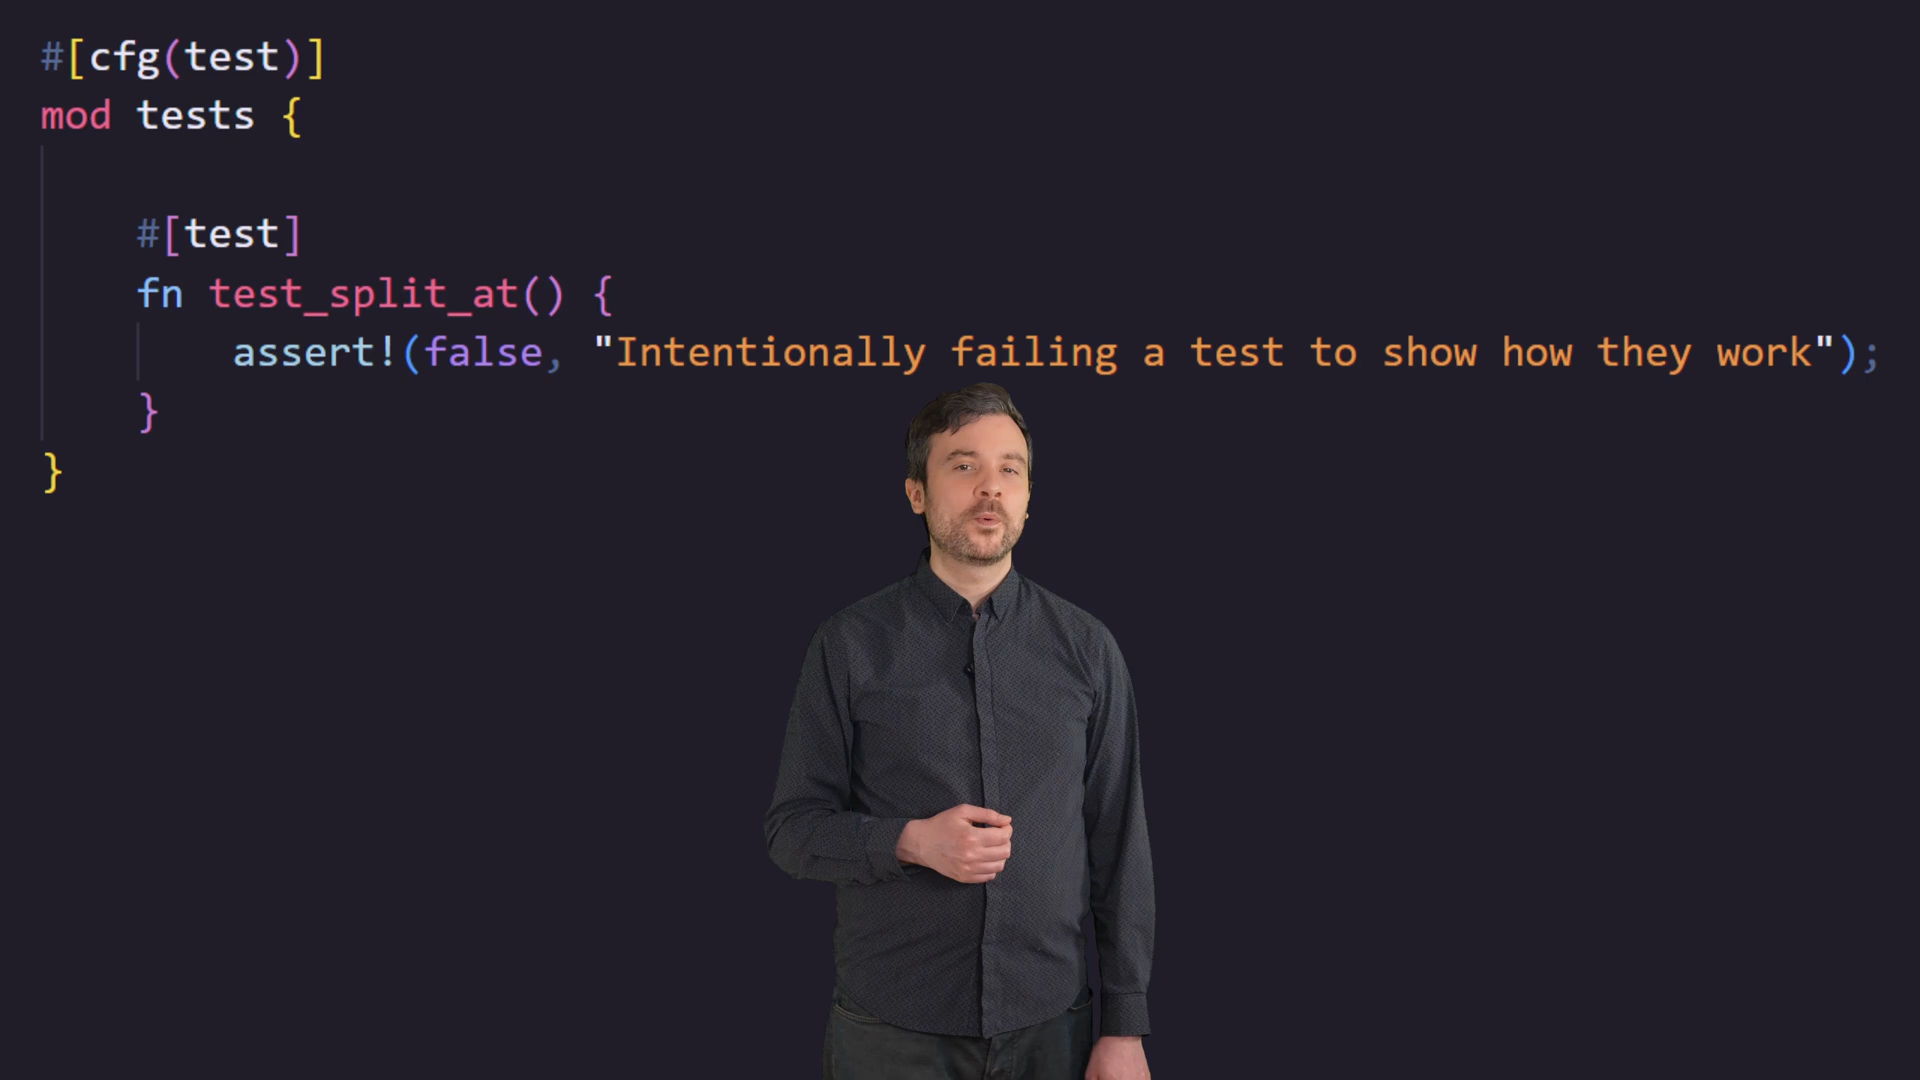 #[cfg(test)]
mod tests {
#[test]
fn test_split_at() {
assert!(false, "Intentionally failing a test to show how they work");
}
}